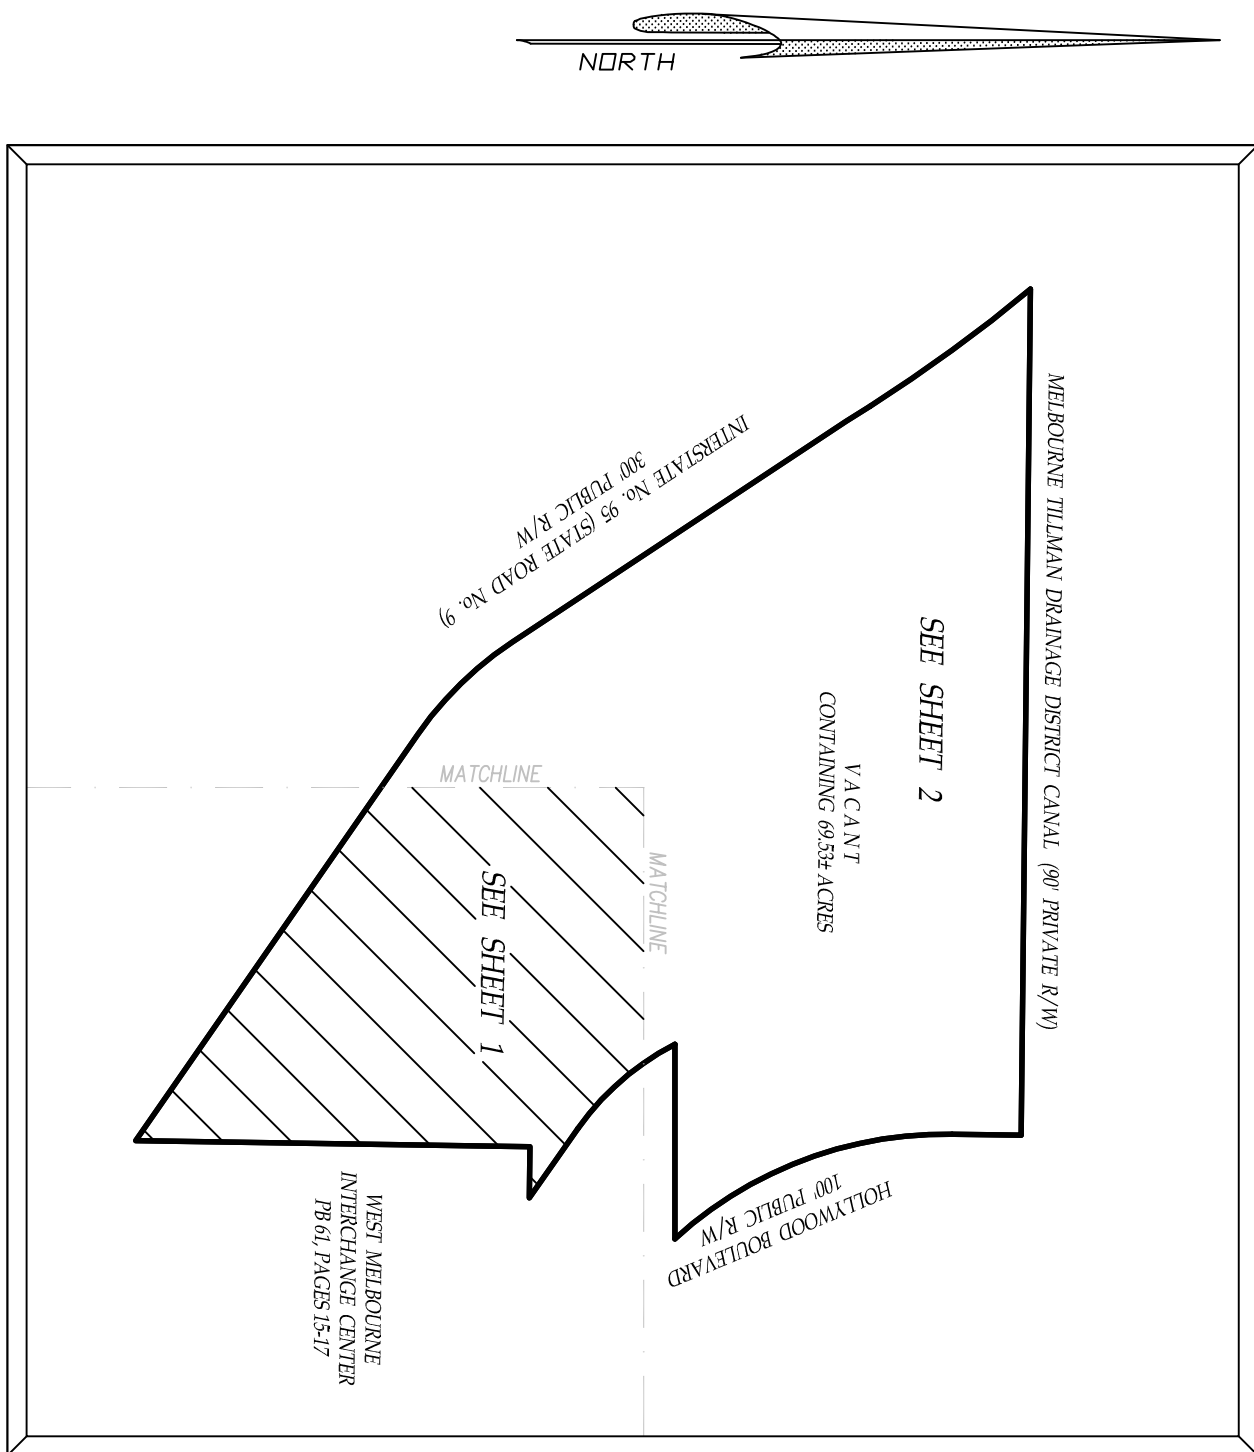 NORTH
MELBOURNE TILLMAN DRAINAGE DISTRICT CANAL (90' PRIVATE R/W)
INTERSTATE No. 95 (STATE ROAD No. 9)
300' PUBLIC R/W
SEE SHEET 2
VACANT
CONTAINING 69.53± ACRES
MATCHLINE
MATCHLINE
SEE SHEET 1
HOLLYWOOD BOULEVARD
100' PUBLIC R/W
WEST MELBOURNE
INTERCHANGE CENTER
PB 61, PAGES 15-17